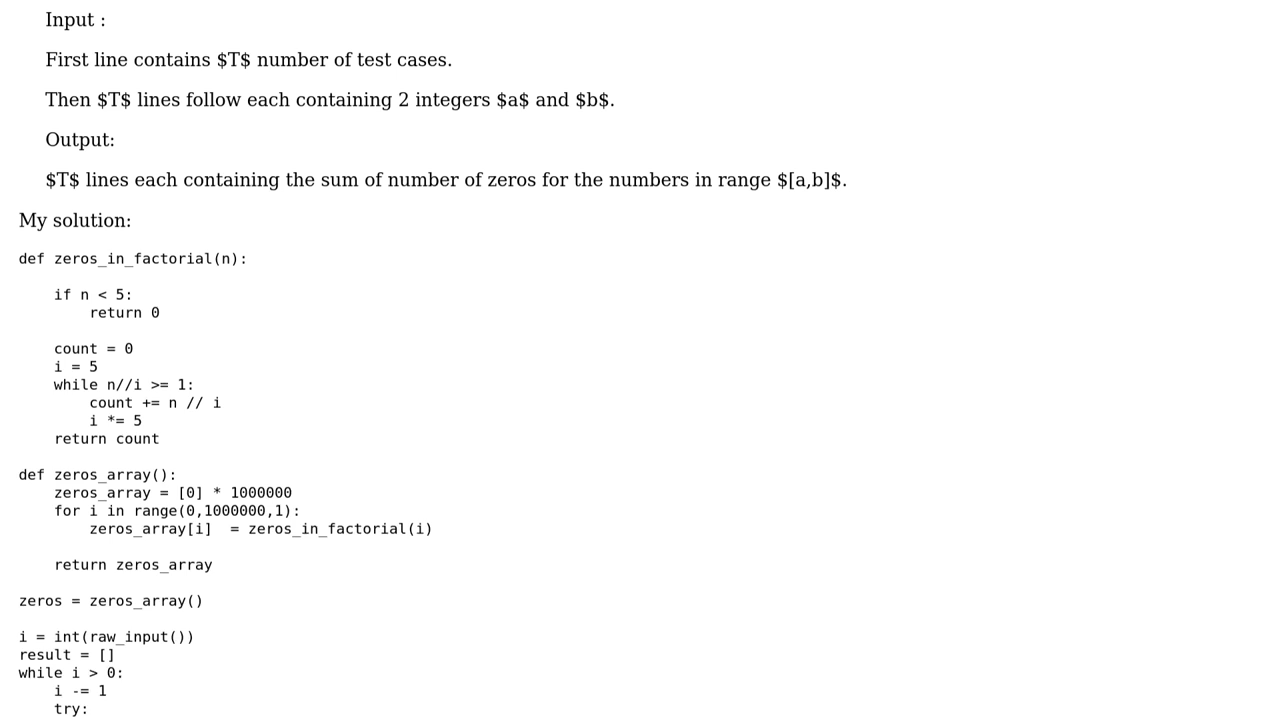 Input :
First line contains $T$ number of test cases.
Then $T$ lines follow each containing 2 integers $a$ and $b$.
Output:
$T$ lines each containing the sum of number of zeros for the numbers in range $[a,b]$.
My solution:
def zeros_in_factorial(n):
    if n < 5:
        return 0
    count = 0
    i = 5
    while n//i >= 1:
        count += n // i
        i *= 5
    return count
def zeros_array():
    zeros_array = [0] * 1000000
    for i in range(0,1000000,1):
        zeros_array[i]  = zeros_in_factorial(i)
    return zeros_array
zeros = zeros_array()
i = int(raw_input())
result = []
while i > 0:
    i -= 1
    try: